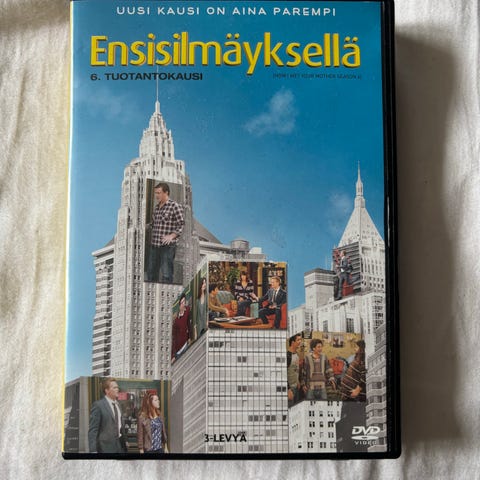 UUSI KAUSI ON AINA PAREMPI
Ensisilmäyksellä
6. TUOTANTOKAUSI
(HOW I MET YOUR MOTHER SEASON 6)
3-LEVYÄ
DVD
VIDEO